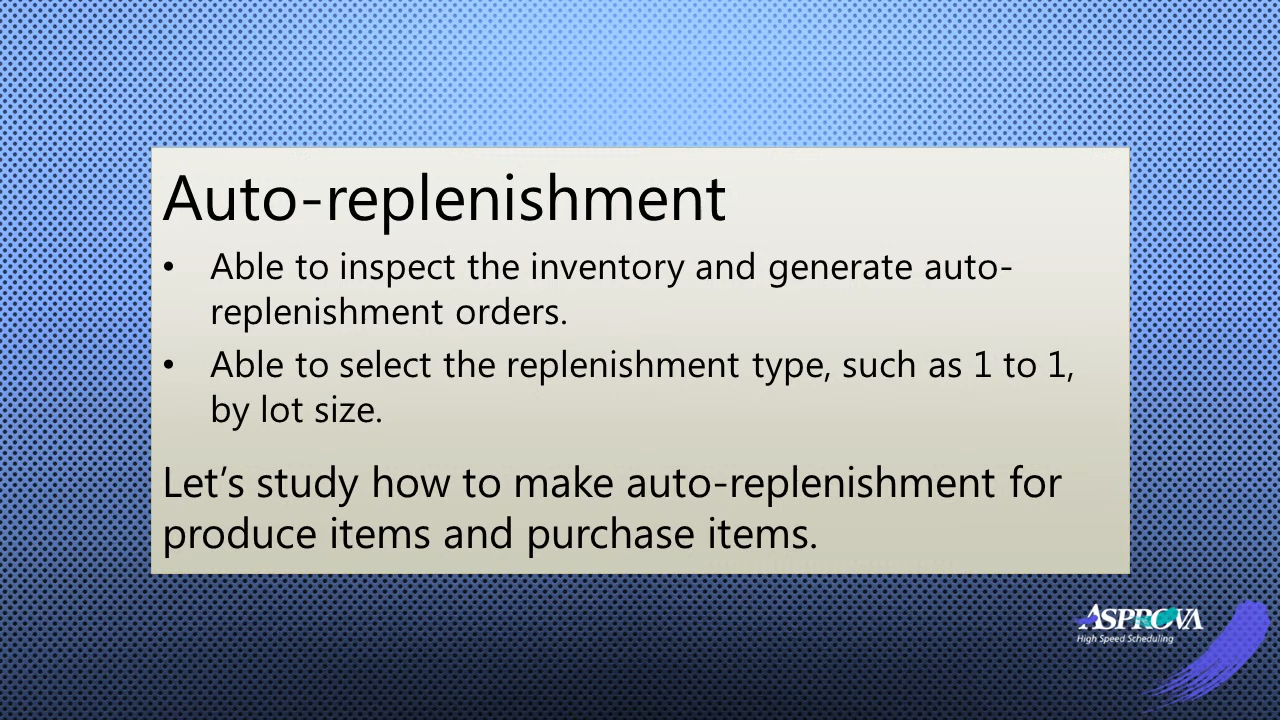 Auto-replenishment
• Able to inspect the inventory and generate auto-
replenishment orders.
• Able to select the replenishment type, such as 1 to 1,
by lot size.
Let’s study how to make auto-replenishment for
produce items and purchase items.
ASPROVA
High Speed Scheduling